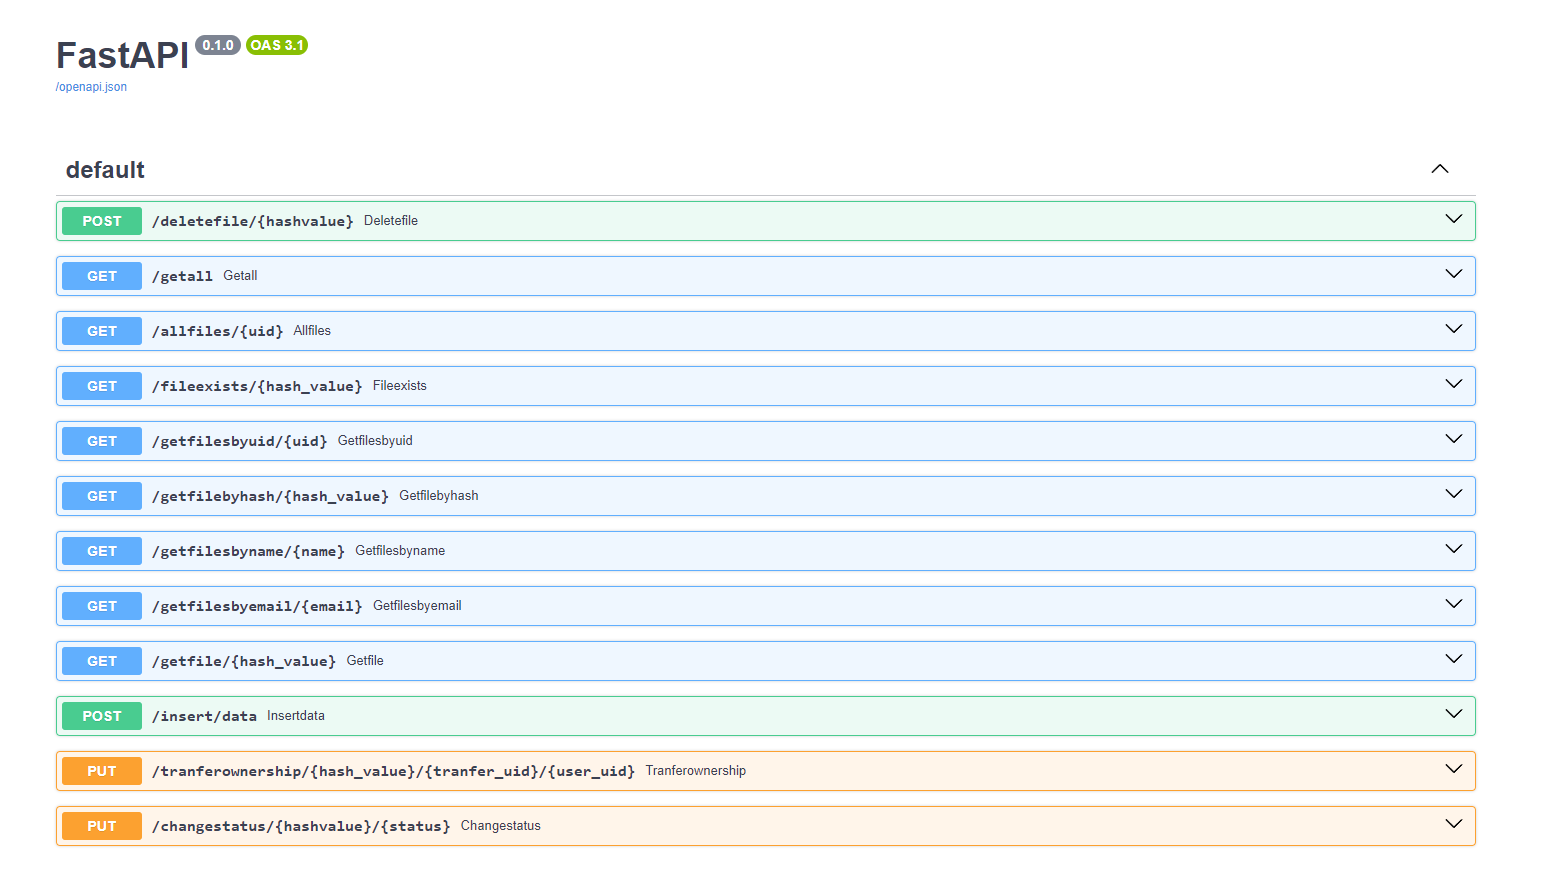 FastAPI 0.1.0 OAS 3.1
/openapi.json
default
POST /deletefile/{hashvalue} Deletefile
GET /getall Getall
GET /allfiles/{uid} Allfiles
GET /fileexists/{hash_value} Fileexists
GET /getfilesbyuid/{uid} Getfilesbyuid
GET /getfilebyhash/{hash_value} Getfilebyhash
GET /getfilesbyname/{name} Getfilesbyname
GET /getfilesbyemail/{email} Getfilesbyemail
GET /getfile/{hash_value} Getfile
POST /insert/data Insertdata
PUT /tranferownership/{hash_value}/{tranfer_uid}/{user_uid} Tranferownership
PUT /changestatus/{hashvalue}/{status} Changestatus